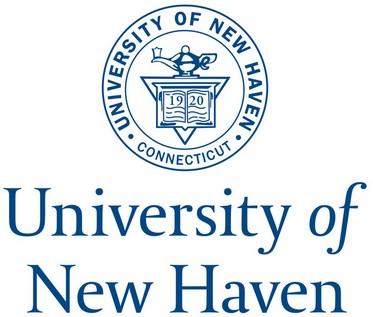 UNIVERSITY OF NEW HAVEN
1920
• CONNECTICUT •
University of
New Haven